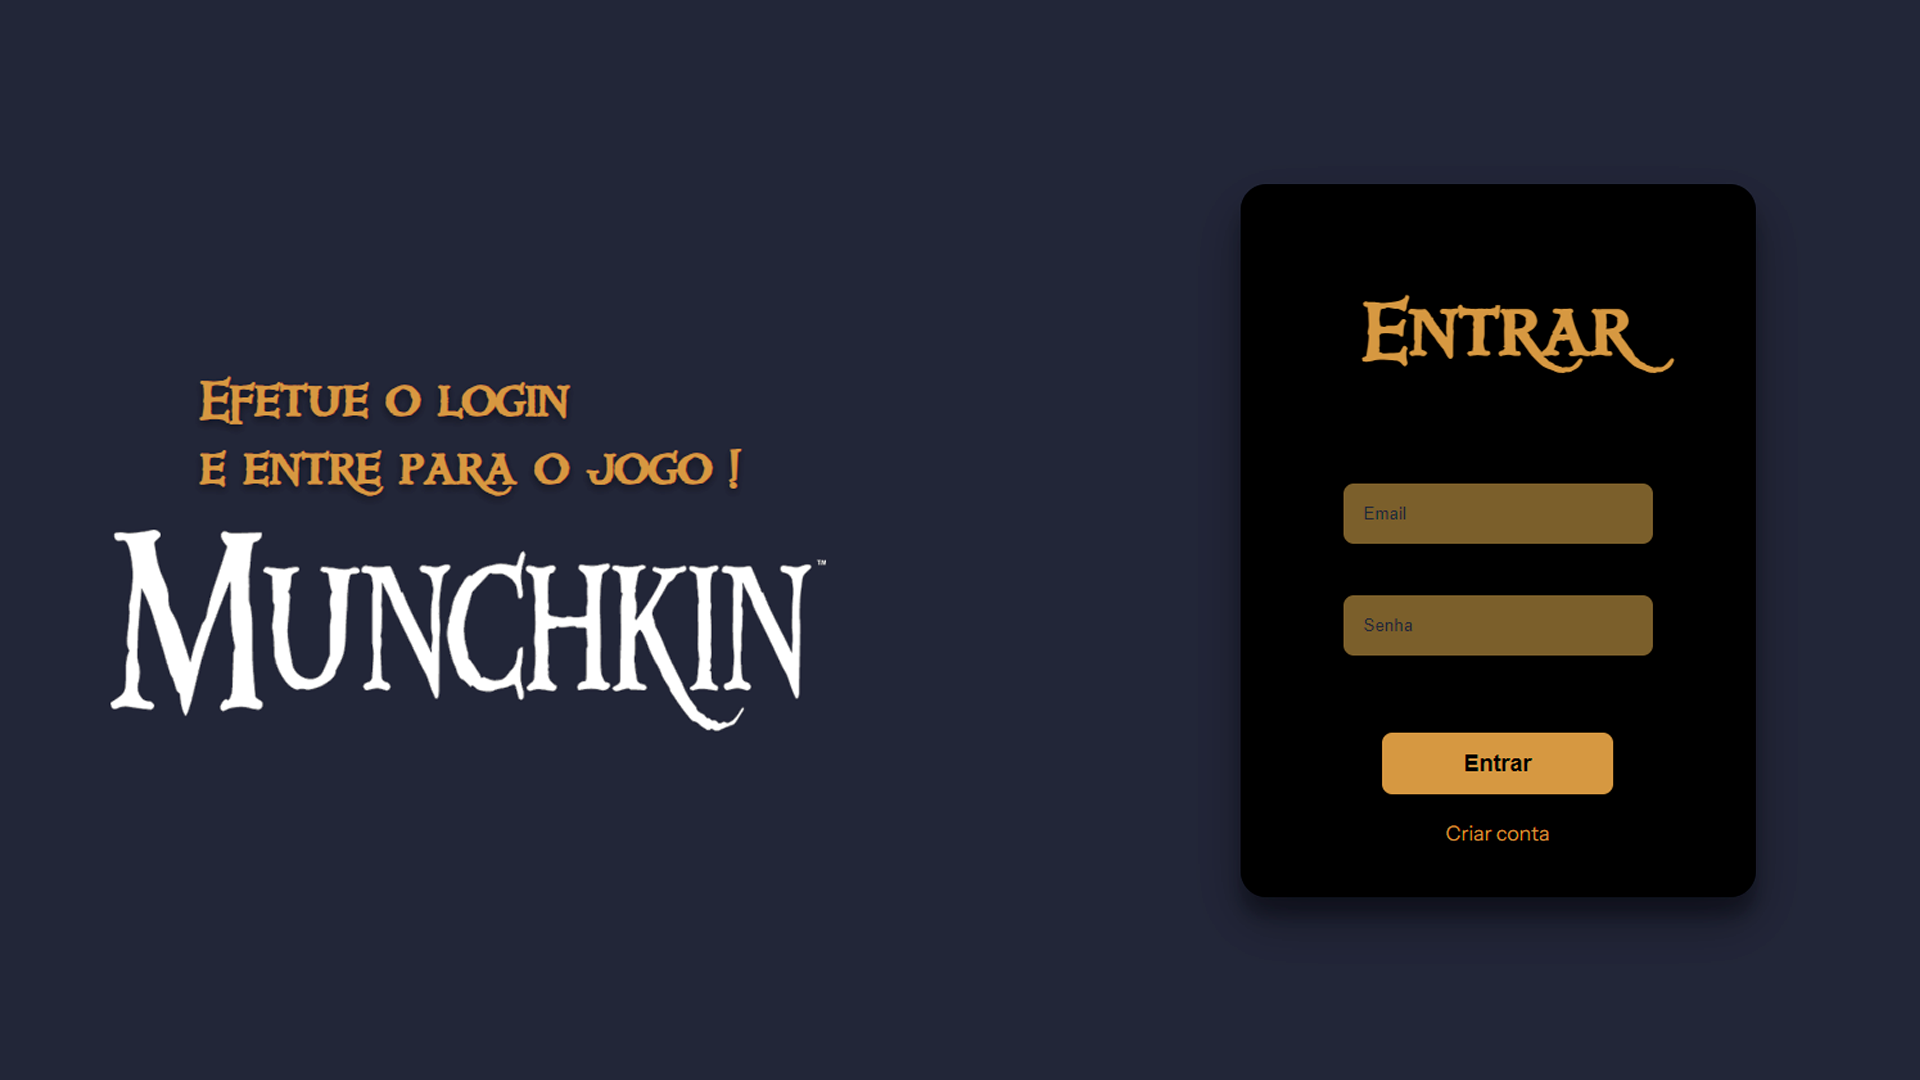 Efetue o login
e entre para o jogo !
Munchkin™
Entrar
Email
Senha
Entrar
Criar conta